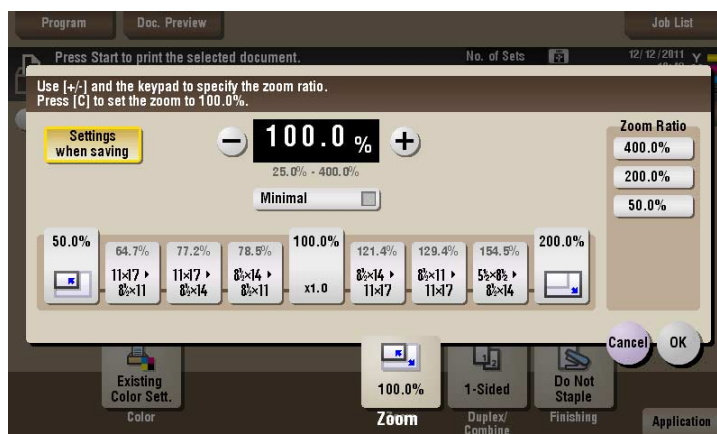 Program
Doc. Preview
Job List
Press Start to print the selected document.
No. of Sets
12/12/2011
Y
Use [+/-] and the keypad to specify the zoom ratio.
Press [C] to set the zoom to 100.0%.
Settings
when saving
−
100.0 %
+
25.0% - 400.0%
Minimal
Zoom Ratio
400.0%
200.0%
50.0%
50.0%
64.7%
11×17 ▸
8½×11
77.2%
11×17 ▸
8½×14
78.5%
8½×14 ▸
8½×11
100.0%
x1.0
121.4%
8½×14 ▸
11×17
129.4%
8½×11 ▸
11×17
154.5%
5½×8½ ▸
8½×14
200.0%
Cancel
OK
Existing
Color Sett.
Color
100.0%
Zoom
1-Sided
Duplex/
Combine
Do Not
Staple
Finishing
Application